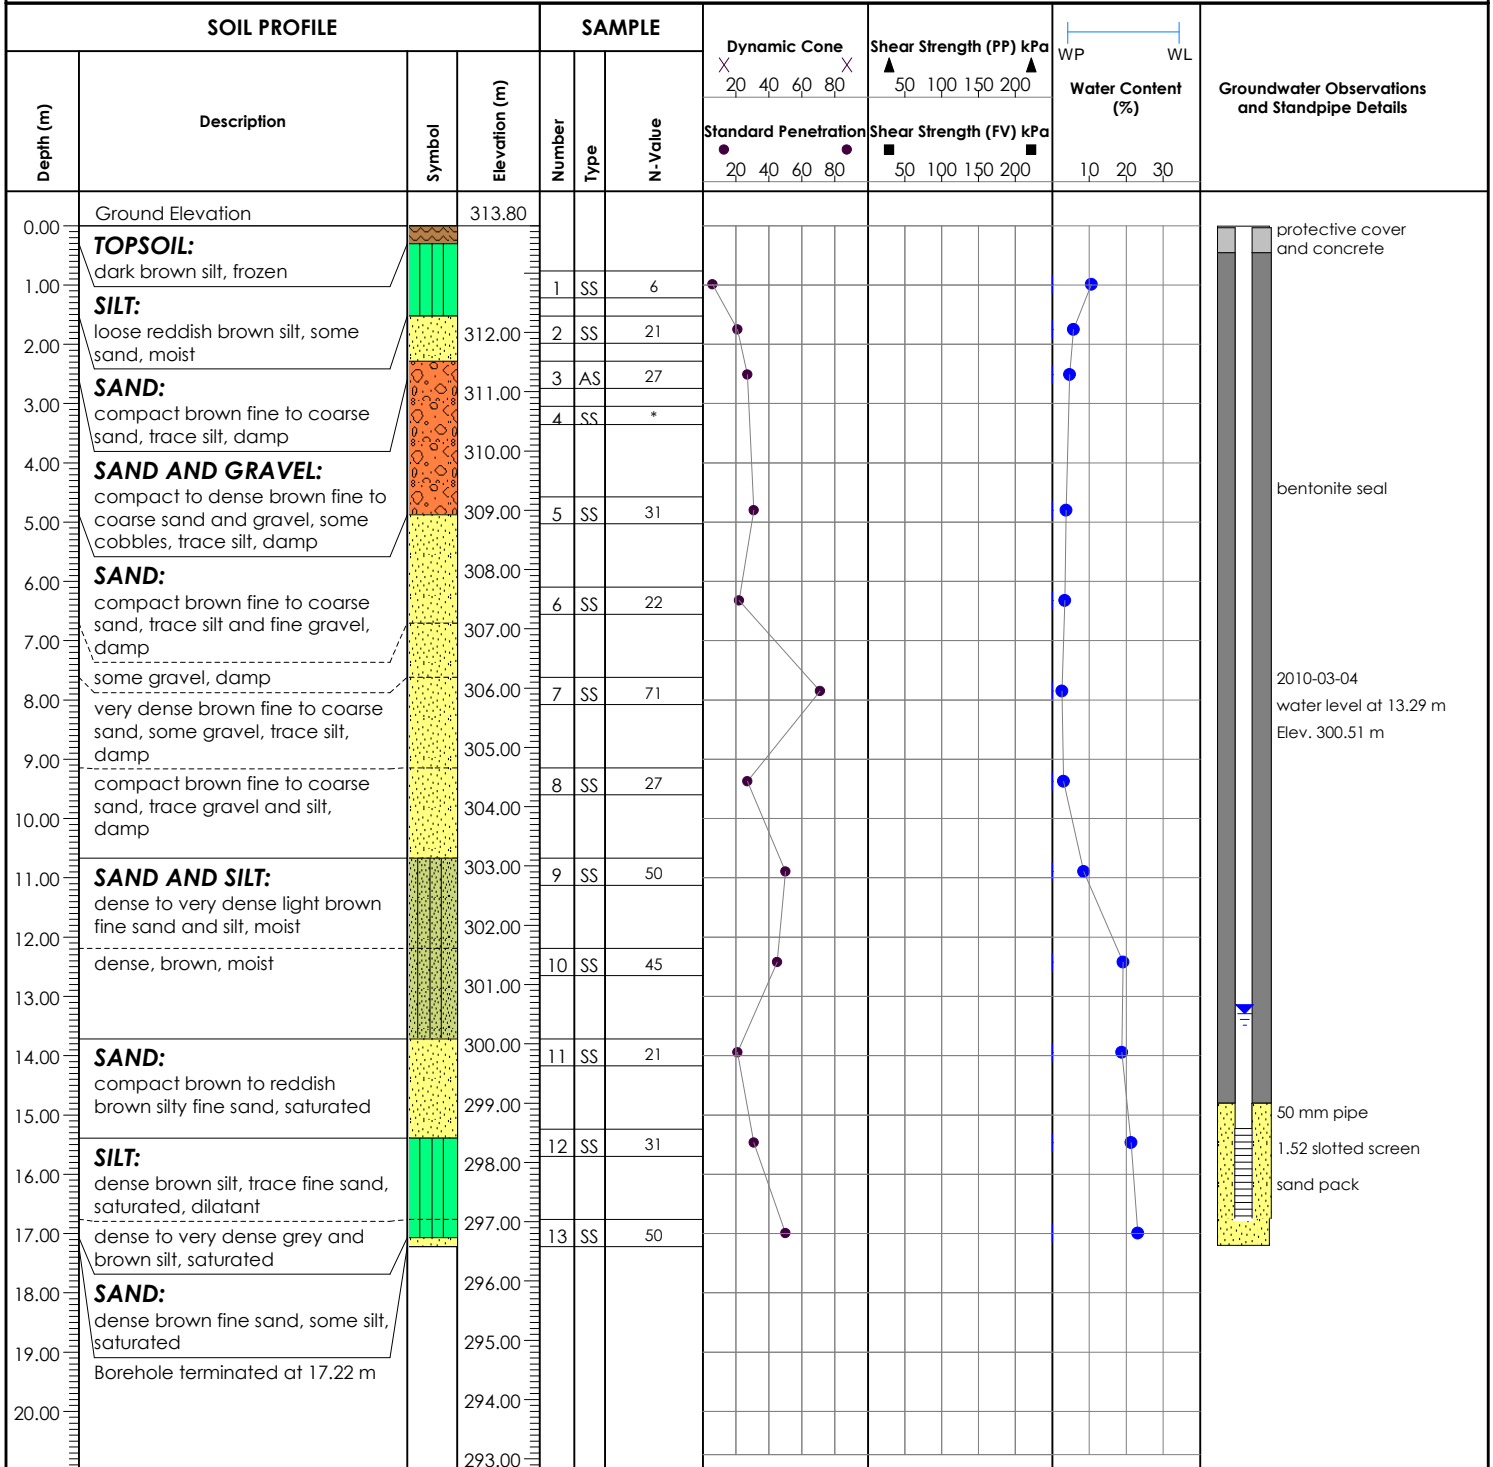 SOIL PROFILE
SAMPLE
Depth (m)
Description
Symbol
Elevation (m)
Number
Type
N-Value
Dynamic Cone
20 40 60 80
Standard Penetration
20 40 60 80
Shear Strength (PP) kPa
50 100 150 200
Shear Strength (FV) kPa
50 100 150 200
WP WL
Water Content
(%)
10 20 30
Groundwater Observations
and Standpipe Details
Ground Elevation 313.80
0.00
1.00
2.00
3.00
4.00
5.00
6.00
7.00
8.00
9.00
10.00
11.00
12.00
13.00
14.00
15.00
16.00
17.00
18.00
19.00
20.00
TOPSOIL:
dark brown silt, frozen
SILT:
loose reddish brown silt, some
sand, moist
SAND:
compact brown fine to coarse
sand, trace silt, damp
SAND AND GRAVEL:
compact to dense brown fine to
coarse sand and gravel, some
cobbles, trace silt, damp
SAND:
compact brown fine to coarse
sand, trace silt and fine gravel,
damp
some gravel, damp
very dense brown fine to coarse
sand, some gravel, trace silt,
damp
compact brown fine to coarse
sand, trace gravel and silt,
damp
SAND AND SILT:
dense to very dense light brown
fine sand and silt, moist
dense, brown, moist
SAND:
compact brown to reddish
brown silty fine sand, saturated
SILT:
dense brown silt, trace fine sand,
saturated, dilatant
dense to very dense grey and
brown silt, saturated
SAND:
dense brown fine sand, some silt,
saturated
Borehole terminated at 17.22 m
312.00
311.00
310.00
309.00
308.00
307.00
306.00
305.00
304.00
303.00
302.00
301.00
300.00
299.00
298.00
297.00
296.00
295.00
294.00
293.00
1 SS 6
2 SS 21
3 AS 27
4 SS *
5 SS 31
6 SS 22
7 SS 71
8 SS 27
9 SS 50
10 SS 45
11 SS 21
12 SS 31
13 SS 50
protective cover
and concrete
bentonite seal
2010-03-04
water level at 13.29 m
Elev. 300.51 m
50 mm pipe
1.52 slotted screen
sand pack